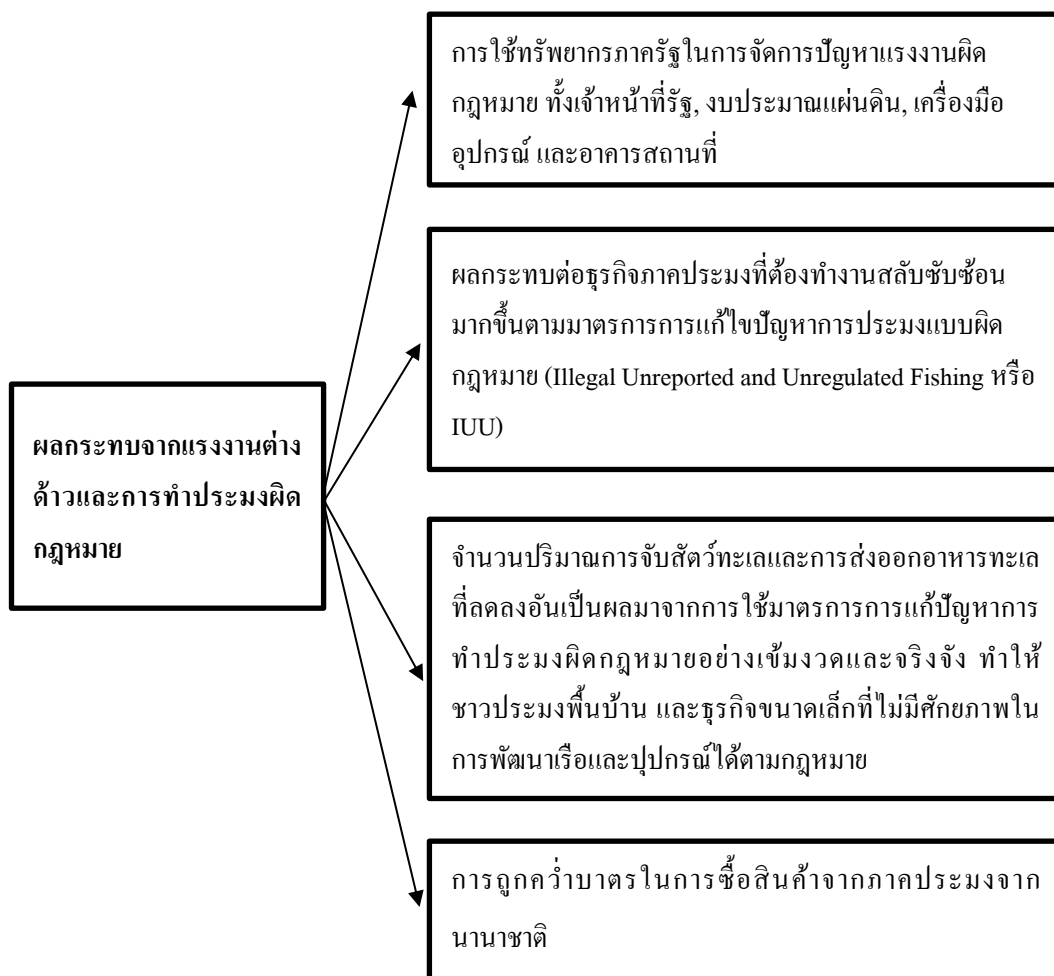 การใช้ทรัพยากรภาครัฐในการจัดการปัญหาแรงงานผิด
กฎหมาย ทั้งเจ้าหน้าที่รัฐ, งบประมาณแผ่นดิน, เครื่องมือ
อุปกรณ์ และอาคารสถานที่
ผลกระทบต่อธุรกิจภาคประมงที่ต้องทำงานสลับซับซ้อน
มากขึ้นตามมาตรการการแก้ไขปัญหาการประมงแบบผิด
กฎหมาย (Illegal Unreported and Unregulated Fishing หรือ
IUU)
ผลกระทบจากแรงงานต่าง
ด้าวและการทำประมงผิด
กฎหมาย
จำนวนปริมาณการจับสัตว์ทะเลและการส่งออกอาหารทะเล
ที่ลดลงอันเป็นผลมาจากการใช้มาตรการการแก้ปัญหาการ
ทำประมงผิดกฎหมายอย่างเข้มงวดและจริงจัง ทำให้
ชาวประมงพื้นบ้าน และธุรกิจขนาดเล็กที่ไม่มีศักยภาพใน
การพัฒนาเรือและปุปกรณ์ได้ตามกฎหมาย
การถูกคว่ำบาตรในการซื้อสินค้าจากภาคประมงจาก
นานาชาติ